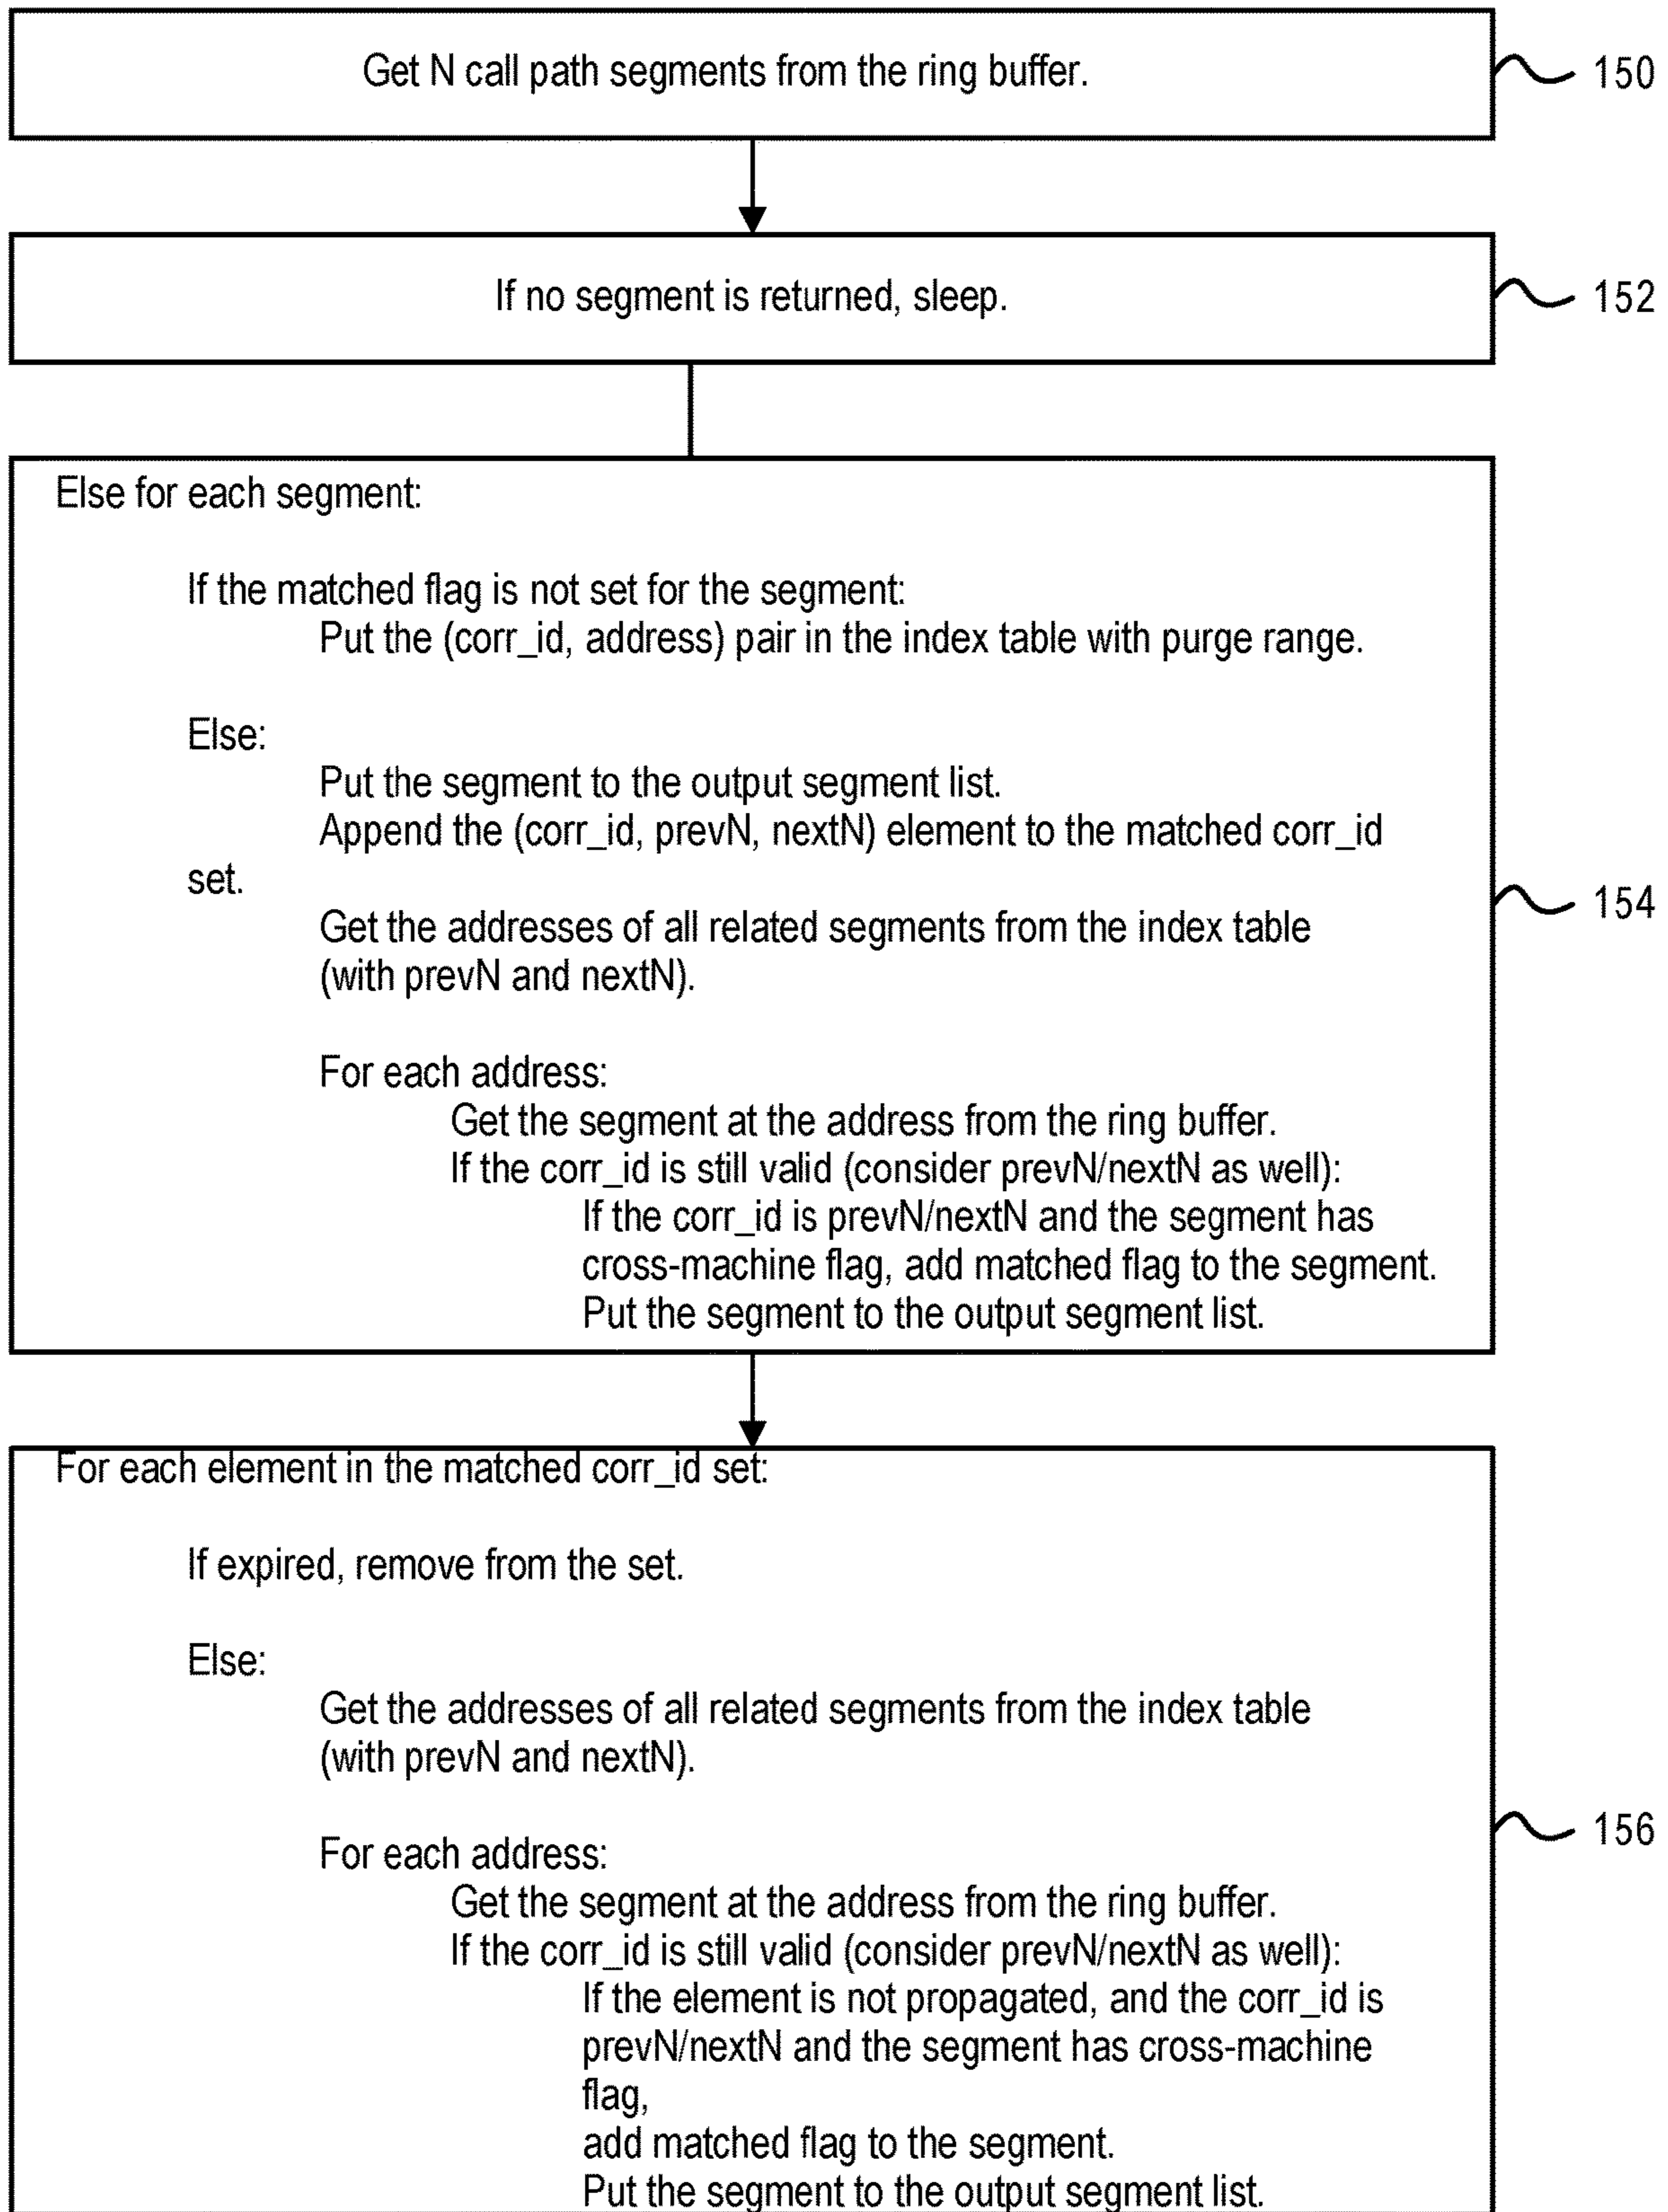 Get N call path segments from the ring buffer.
150
If no segment is returned, sleep.
152
Else for each segment:
If the matched flag is not set for the segment:
Put the (corr_id, address) pair in the index table with purge range.
Else:
Put the segment to the output segment list.
Append the (corr_id, prevN, nextN) element to the matched corr_id
set.
Get the addresses of all related segments from the index table
(with prevN and nextN).
For each address:
Get the segment at the address from the ring buffer.
If the corr_id is still valid (consider prevN/nextN as well):
If the corr_id is prevN/nextN and the segment has
cross-machine flag, add matched flag to the segment.
Put the segment to the output segment list.
154
For each element in the matched corr_id set:
If expired, remove from the set.
Else:
Get the addresses of all related segments from the index table
(with prevN and nextN).
For each address:
Get the segment at the address from the ring buffer.
If the corr_id is still valid (consider prevN/nextN as well):
If the element is not propagated, and the corr_id is
prevN/nextN and the segment has cross-machine
flag,
add matched flag to the segment.
Put the segment to the output segment list.
156